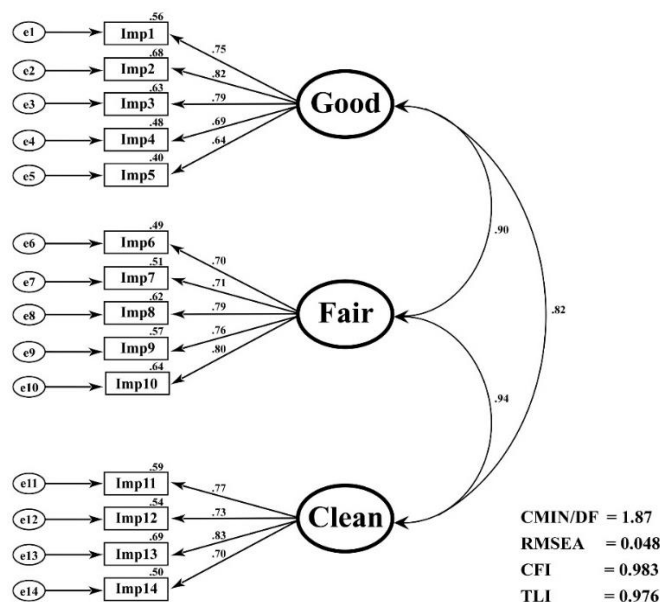 .56
e1 Imp1
.75
.68
e2 Imp2 .82
.63
e3 Imp3 .79 Good
.48
e4 Imp4 .69
.64
.40
e5 Imp5
.90
.49
e6 Imp6
.70
.51
e7 Imp7 .71
.62
e8 Imp8 .79 Fair .82
.57
e9 Imp9 .76
.80
.64
e10 Imp10
.94
.59
e11 Imp11
.77
.54
e12 Imp12 .73 Clean CMIN/DF = 1.87
.69
e13 Imp13 .83 RMSEA = 0.048
.70
.50
e14 Imp14 CFI = 0.983
TLI = 0.976